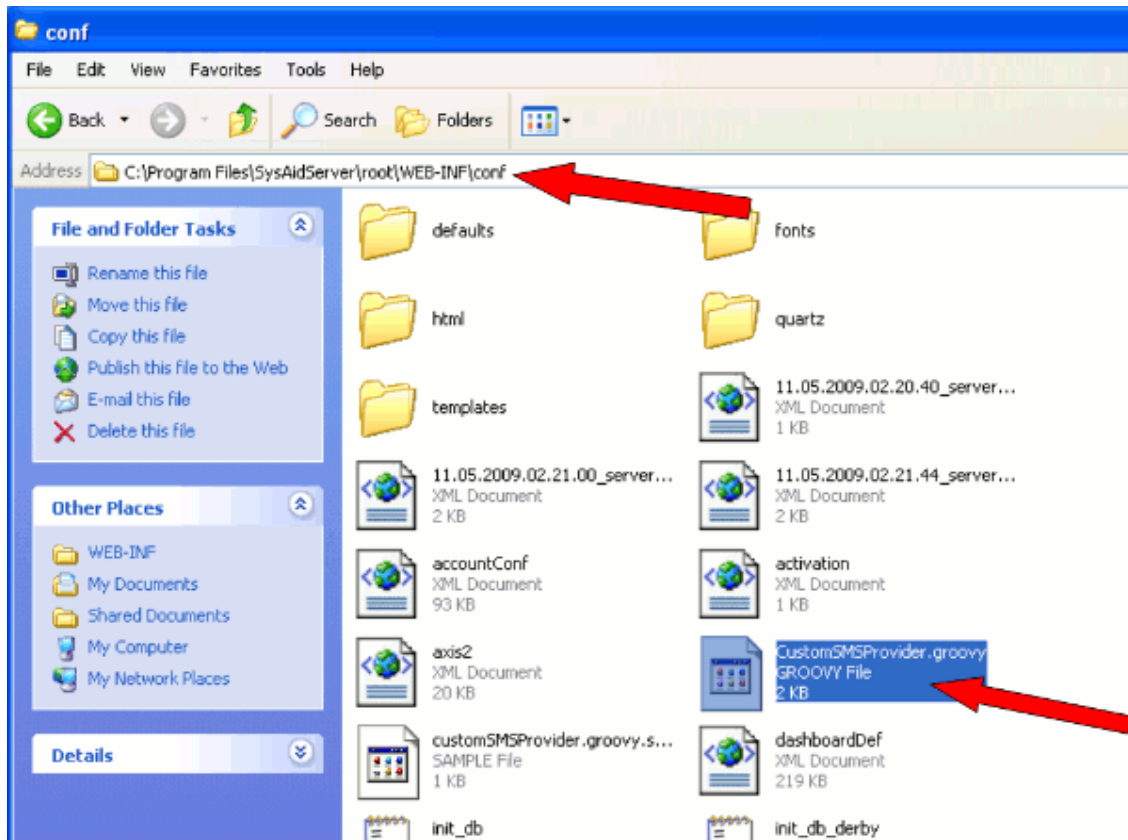 conf
File Edit View Favorites Tools Help
Back Search Folders
Address C:\Program Files\SysAidServer\root\WEB-INF\conf
File and Folder Tasks
Rename this file
Move this file
Copy this file
Publish this file to the Web
E-mail this file
Delete this file
Other Places
WEB-INF
My Documents
Shared Documents
My Computer
My Network Places
Details
defaults
fonts
html
quartz
templates
11.05.2009.02.20.40_server...
XML Document
1 KB
11.05.2009.02.21.00_server...
XML Document
2 KB
11.05.2009.02.21.44_server...
XML Document
2 KB
accountConf
XML Document
93 KB
activation
XML Document
1 KB
axis2
XML Document
20 KB
CustomSMSProvider.groovy
GROOVY File
2 KB
customSMSProvider.groovy.s...
SAMPLE File
1 KB
dashboardDef
XML Document
219 KB
init_db
init_db_derby